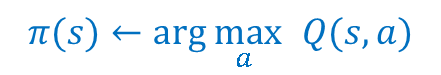 π(s) ← arg max Q(s, a)
a